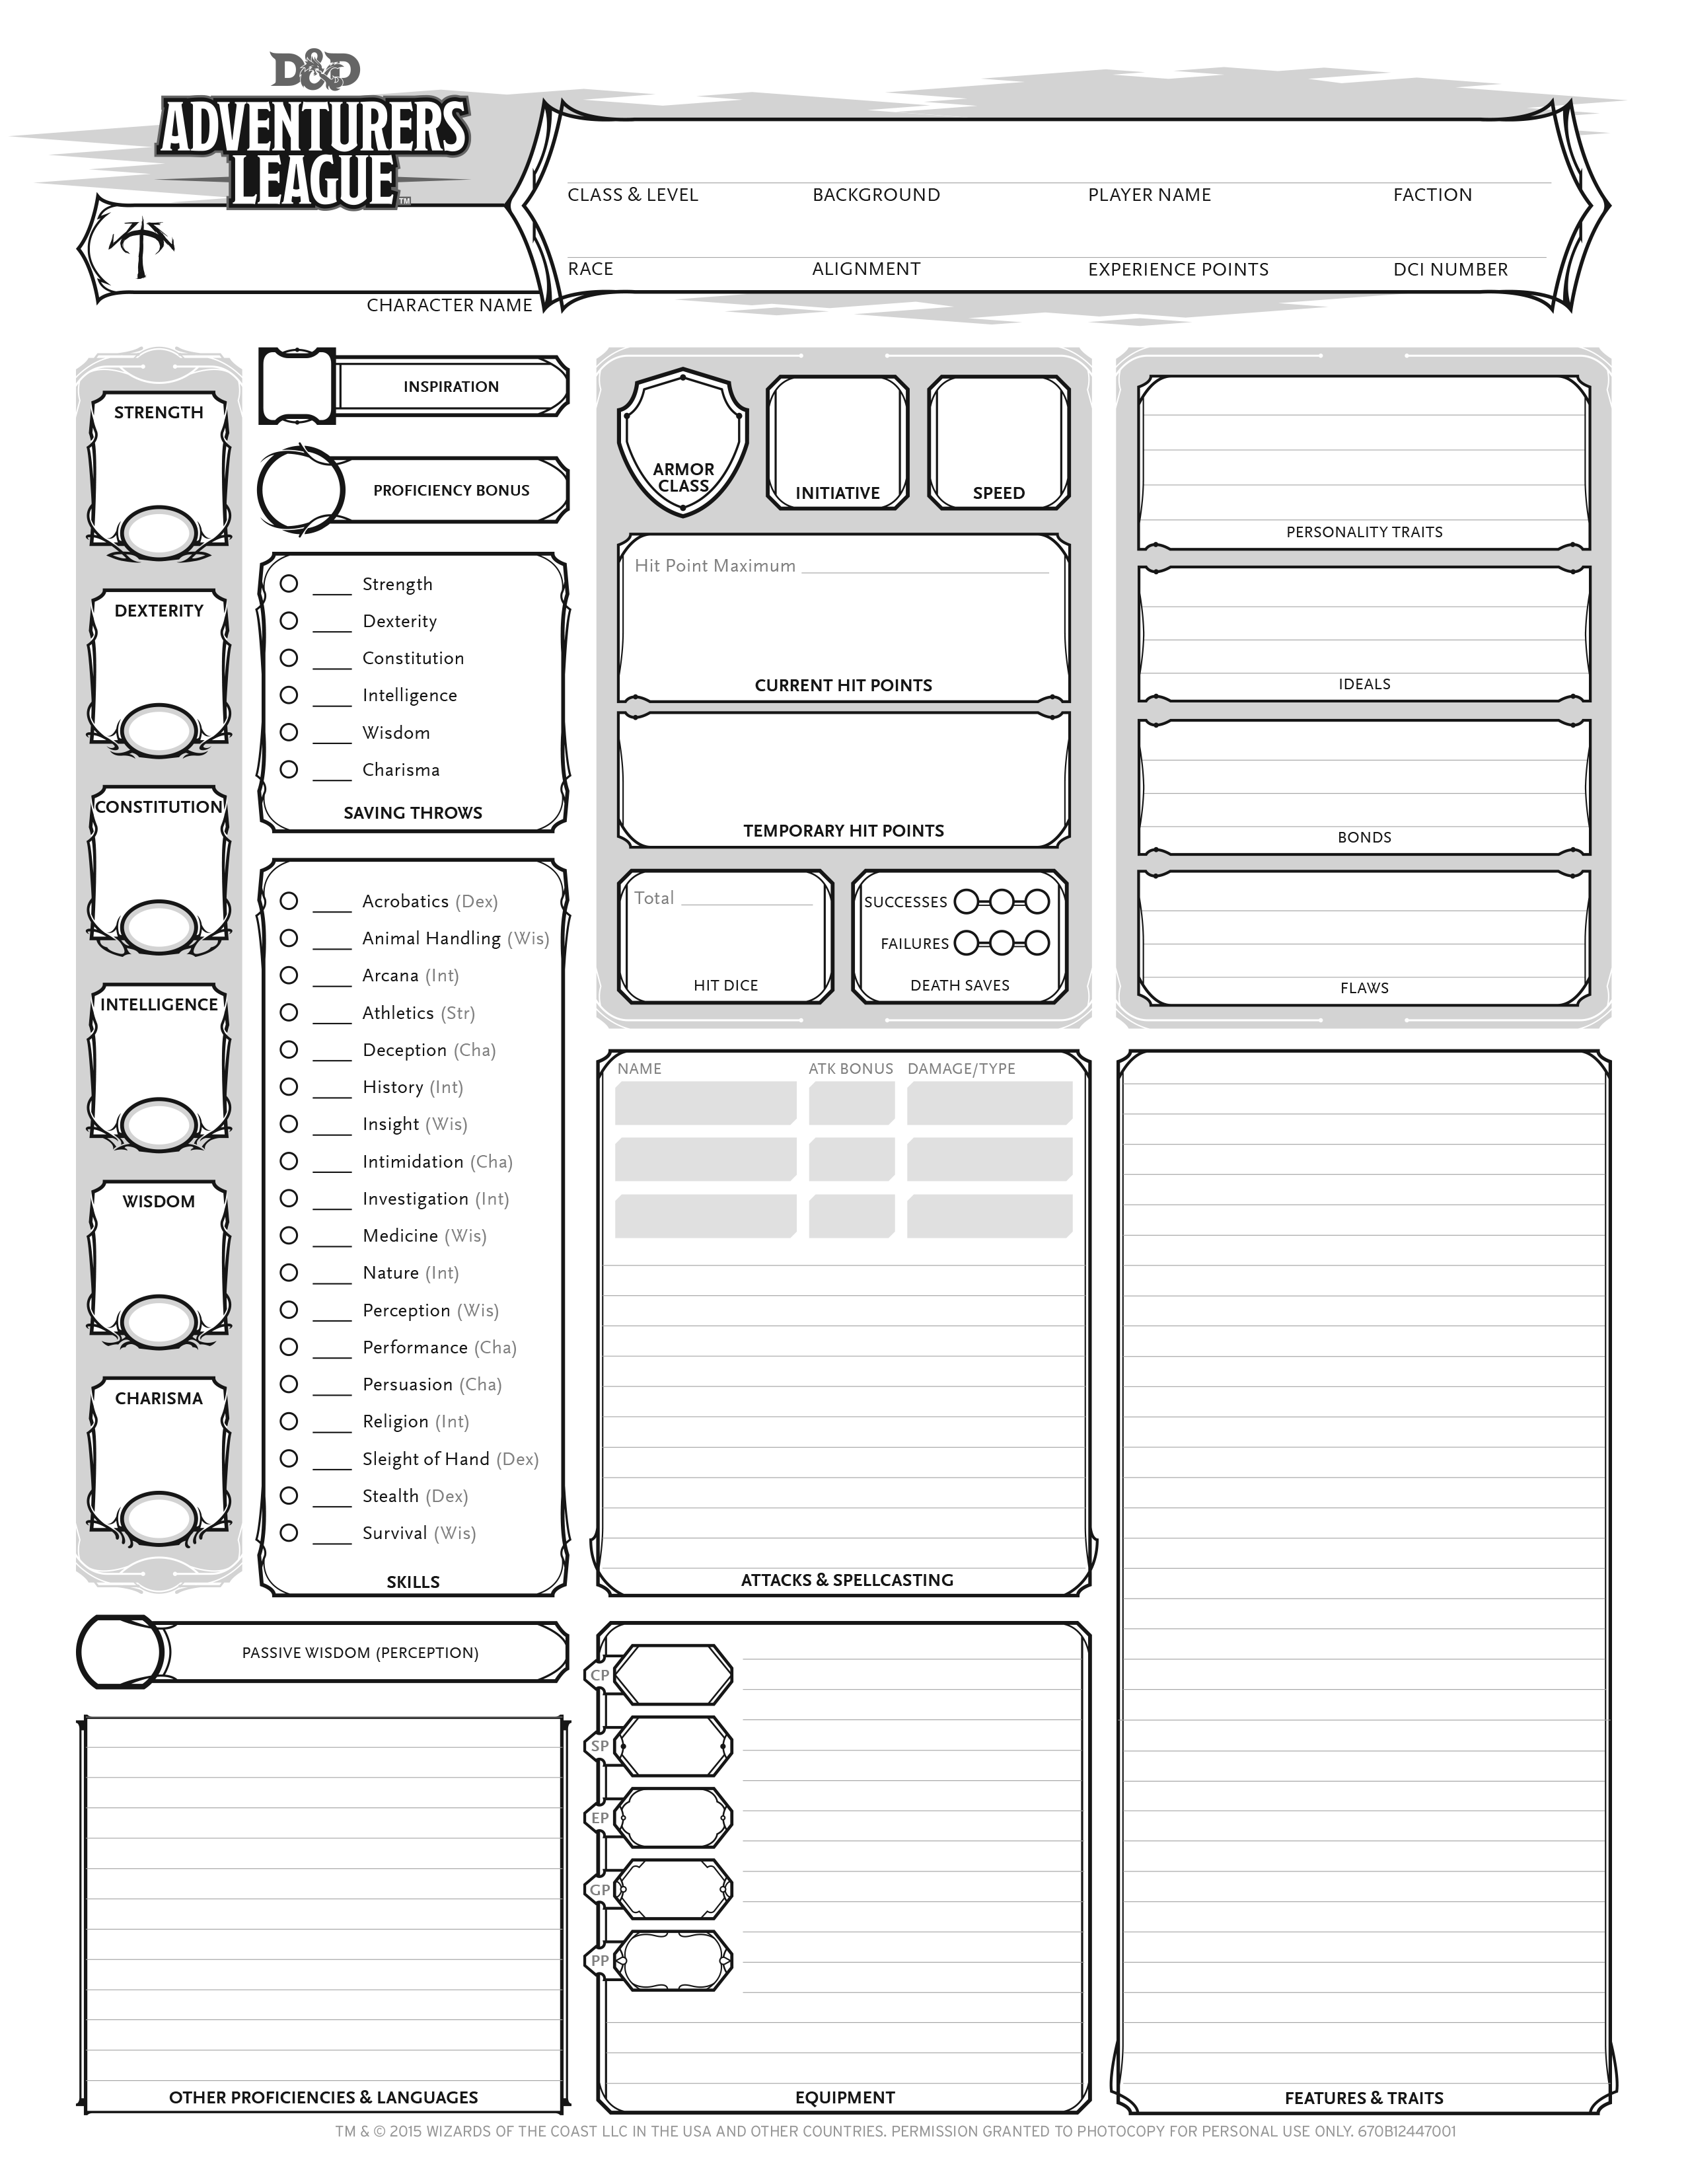 D&D
ADVENTURERS
LEAGUE™
CLASS & LEVEL BACKGROUND PLAYER NAME FACTION
RACE ALIGNMENT EXPERIENCE POINTS DCI NUMBER
CHARACTER NAME
STRENGTH
DEXTERITY
CONSTITUTION
INTELLIGENCE
WISDOM
CHARISMA
INSPIRATION
PROFICIENCY BONUS
Strength
Dexterity
Constitution
Intelligence
Wisdom
Charisma
SAVING THROWS
Acrobatics (Dex)
Animal Handling (Wis)
Arcana (Int)
Athletics (Str)
Deception (Cha)
History (Int)
Insight (Wis)
Intimidation (Cha)
Investigation (Int)
Medicine (Wis)
Nature (Int)
Perception (Wis)
Performance (Cha)
Persuasion (Cha)
Religion (Int)
Sleight of Hand (Dex)
Stealth (Dex)
Survival (Wis)
SKILLS
PASSIVE WISDOM (PERCEPTION)
OTHER PROFICIENCIES & LANGUAGES
ARMOR
CLASS
INITIATIVE
SPEED
Hit Point Maximum
CURRENT HIT POINTS
TEMPORARY HIT POINTS
Total
HIT DICE
SUCCESSES
FAILURES
DEATH SAVES
NAME ATK BONUS DAMAGE/TYPE
ATTACKS & SPELLCASTING
CP
SP
EP
GP
PP
EQUIPMENT
PERSONALITY TRAITS
IDEALS
BONDS
FLAWS
FEATURES & TRAITS
TM & © 2015 WIZARDS OF THE COAST LLC IN THE USA AND OTHER COUNTRIES. PERMISSION GRANTED TO PHOTOCOPY FOR PERSONAL USE ONLY. 670B12447001